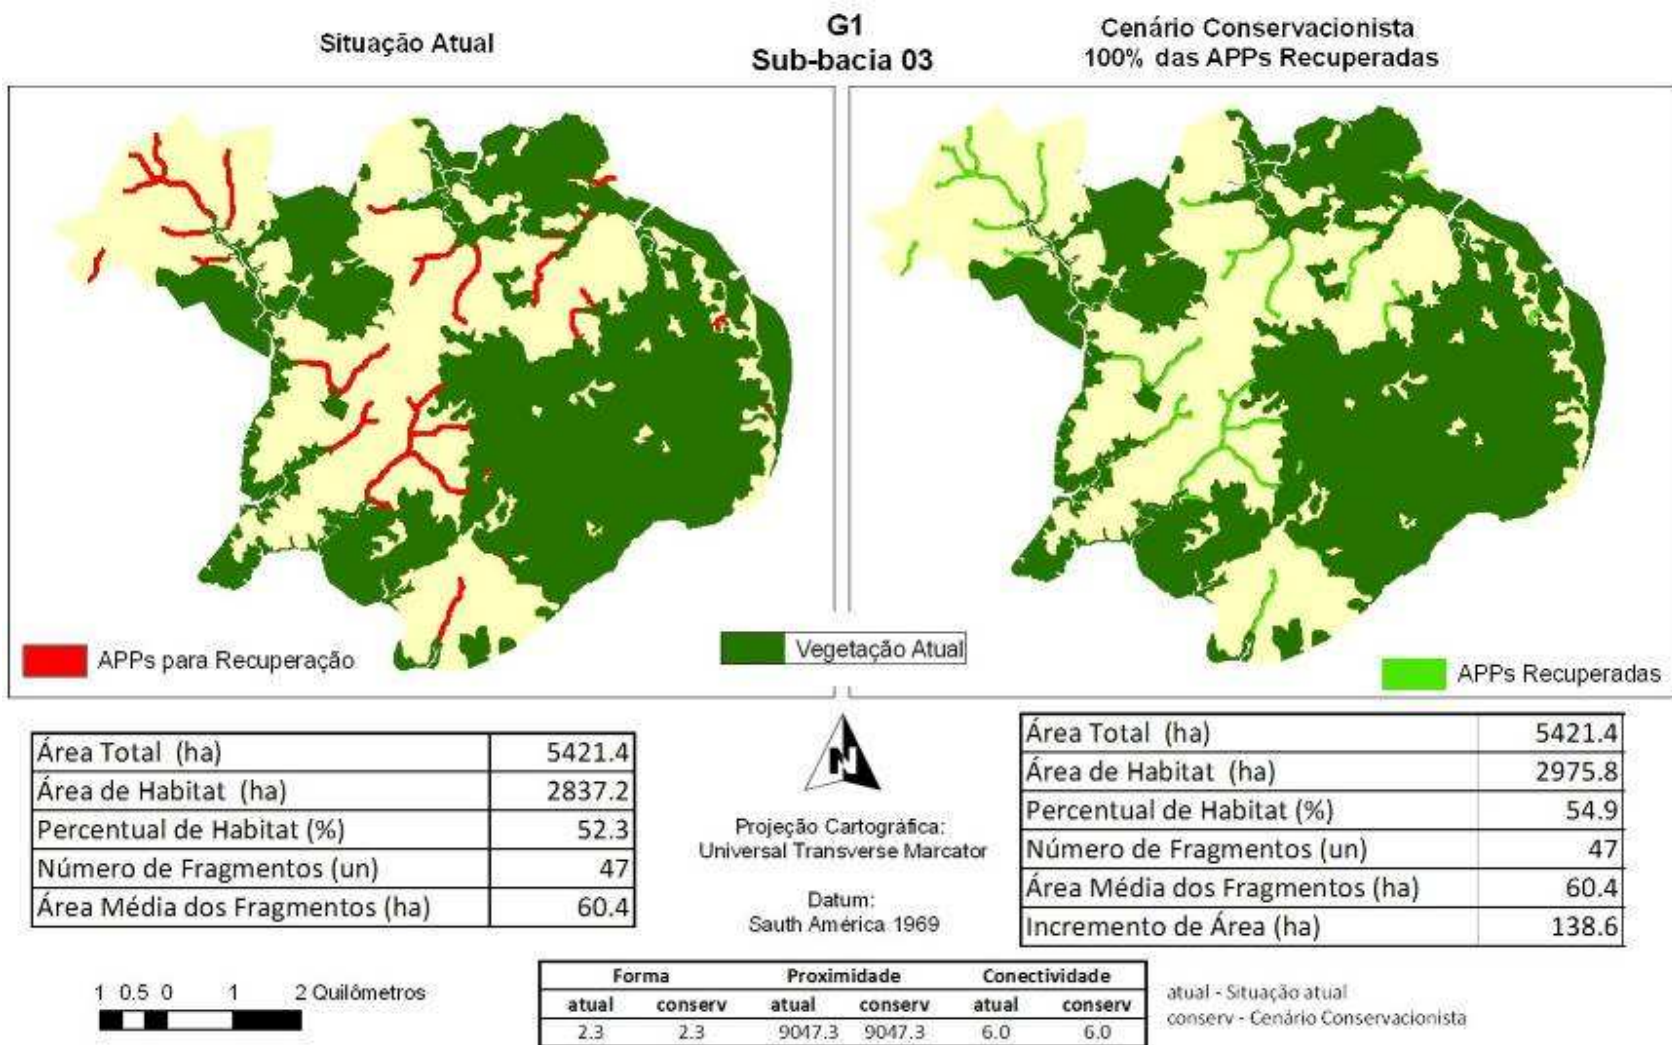 G1
Sub-bacia 03
Situação Atual
Cenário Conservacionista
100% das APPs Recuperadas
APPs para Recuperação
Vegetação Atual
APPs Recuperadas
Área Total (ha) 5421.4
Área de Habitat (ha) 2837.2
Percentual de Habitat (%) 52.3
Número de Fragmentos (un) 47
Área Média dos Fragmentos (ha) 60.4
N
Projeção Cartográfica:
Universal Transverse Marcator
Datum:
Sauth América 1969
Área Total (ha) 5421.4
Área de Habitat (ha) 2975.8
Percentual de Habitat (%) 54.9
Número de Fragmentos (un) 47
Área Média dos Fragmentos (ha) 60.4
Incremento de Área (ha) 138.6
1 0.5 0 1 2 Quilômetros
Forma Proximidade Conectividade
atual conserv atual conserv atual conserv
2.3 2.3 9047.3 9047.3 6.0 6.0
atual - Situação atual
conserv - Cenário Conservacionista